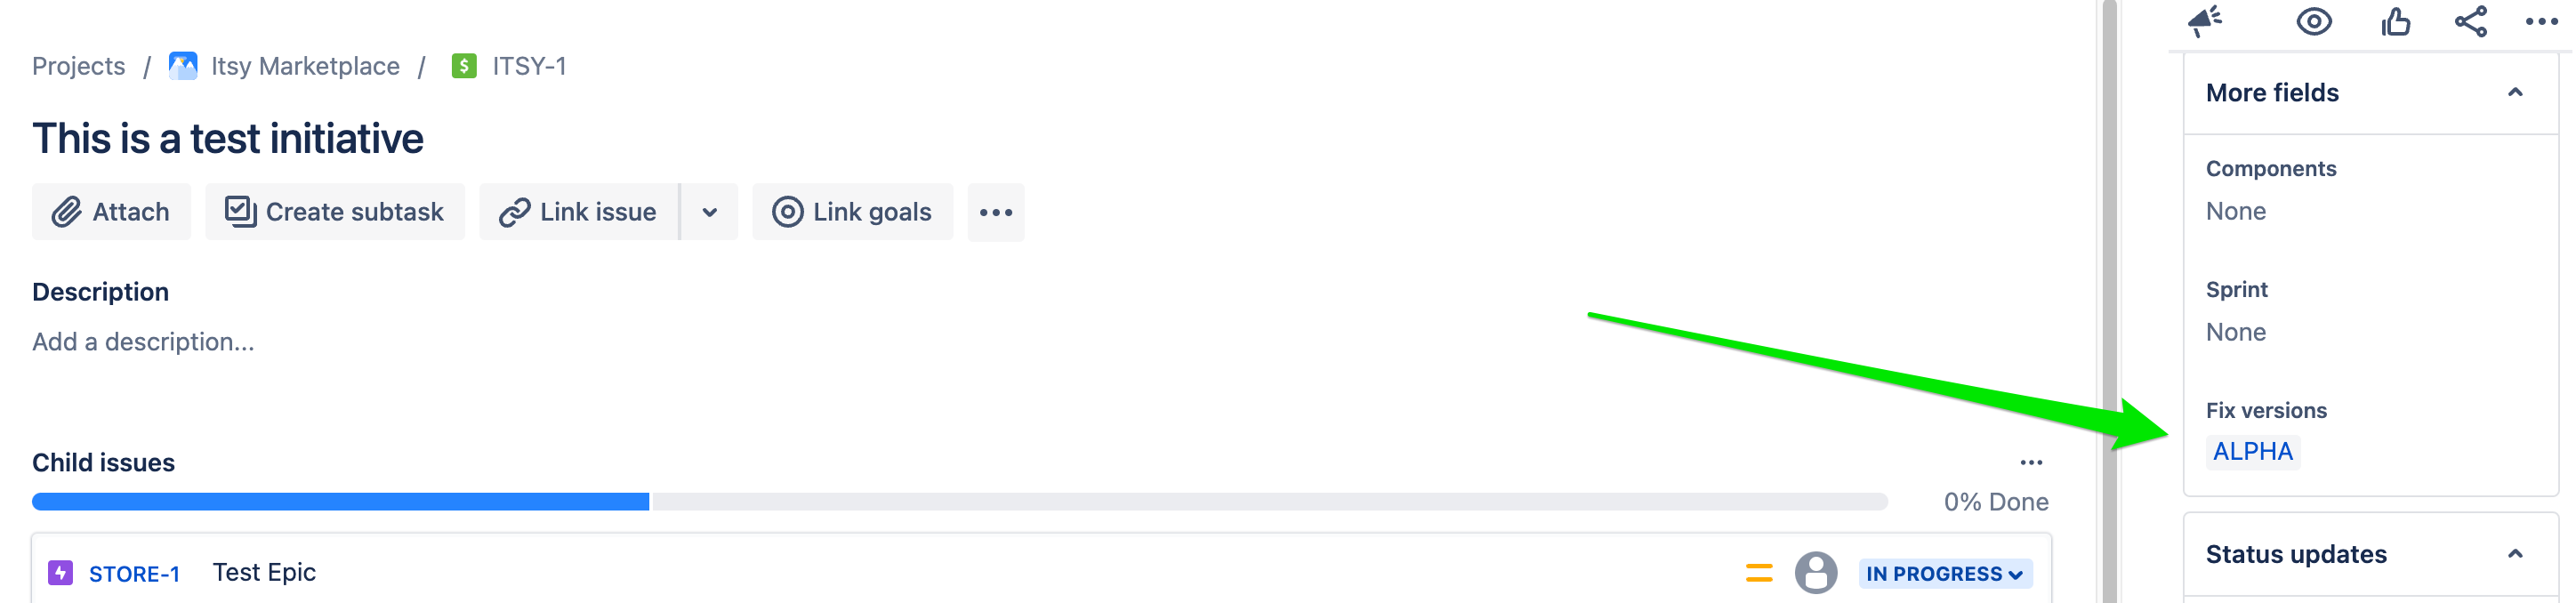 Projects / Itsy Marketplace / $ ITSY-1
This is a test initiative
Attach
Create subtask
Link issue
Link goals
Description
Add a description...
Child issues
0% Done
STORE-1 Test Epic IN PROGRESS
More fields
Components
None
Sprint
None
Fix versions
ALPHA
Status updates